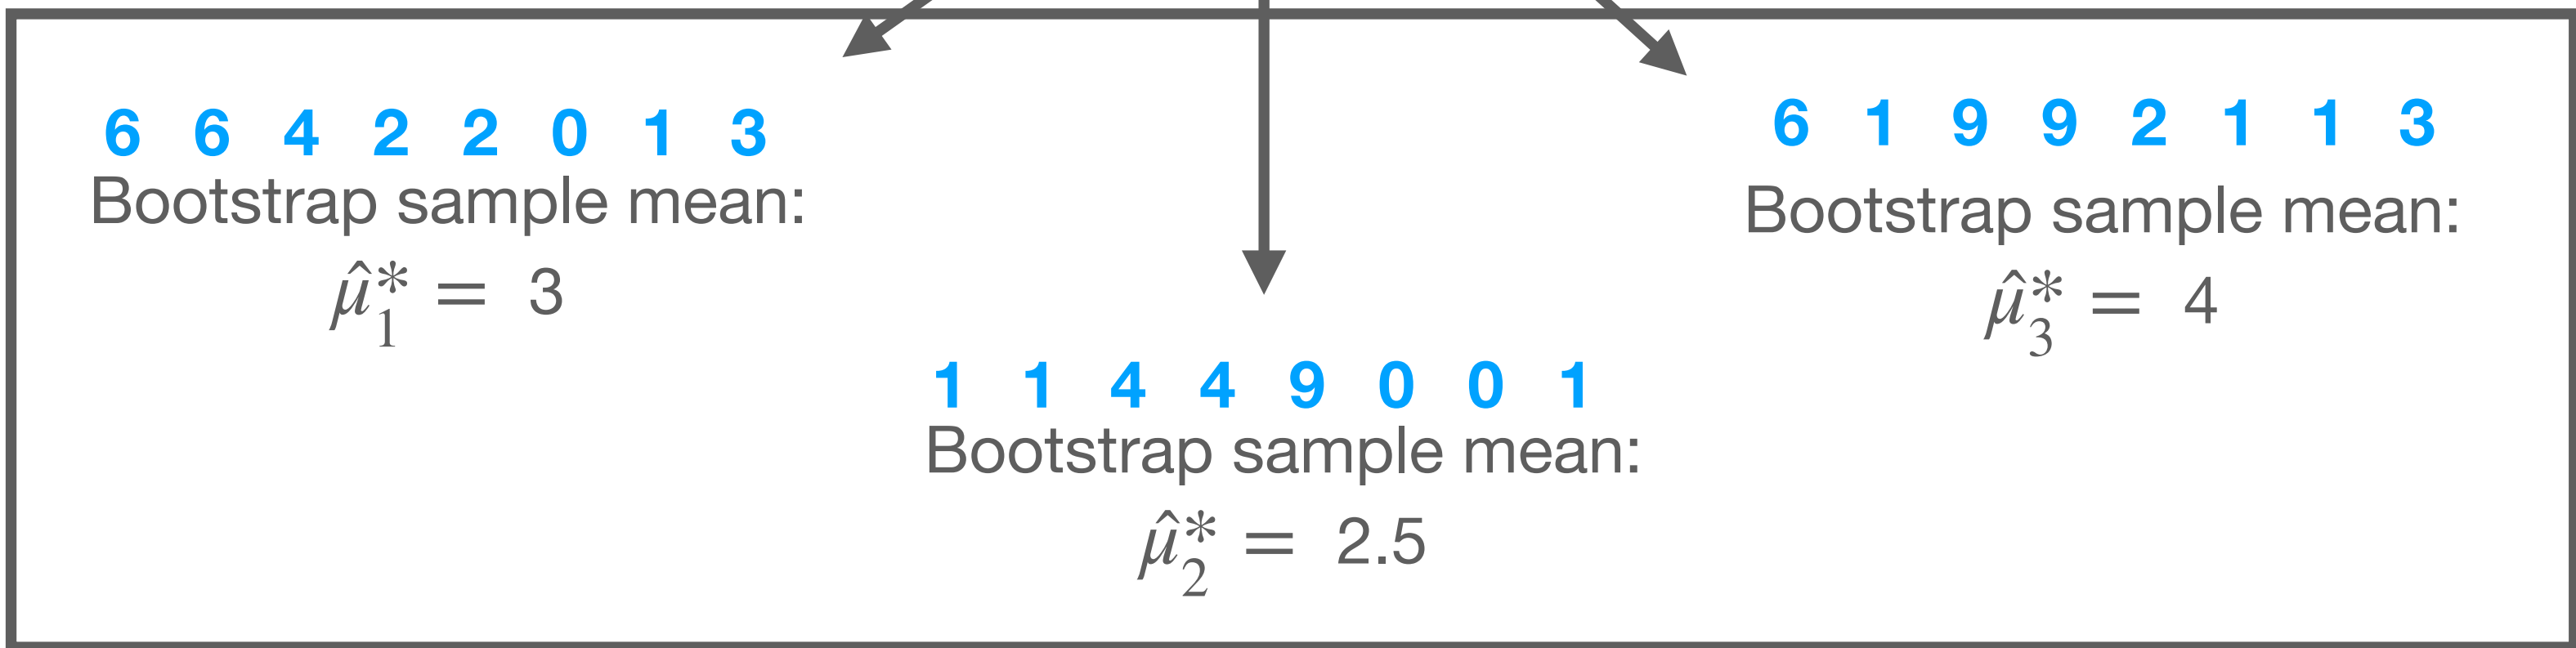 6 6 4 2 2 0 1 3
Bootstrap sample mean:
μ̂₁* = 3
1 1 4 4 9 0 0 1
Bootstrap sample mean:
μ̂₂* = 2.5
6 1 9 9 2 1 1 3
Bootstrap sample mean:
μ̂₃* = 4